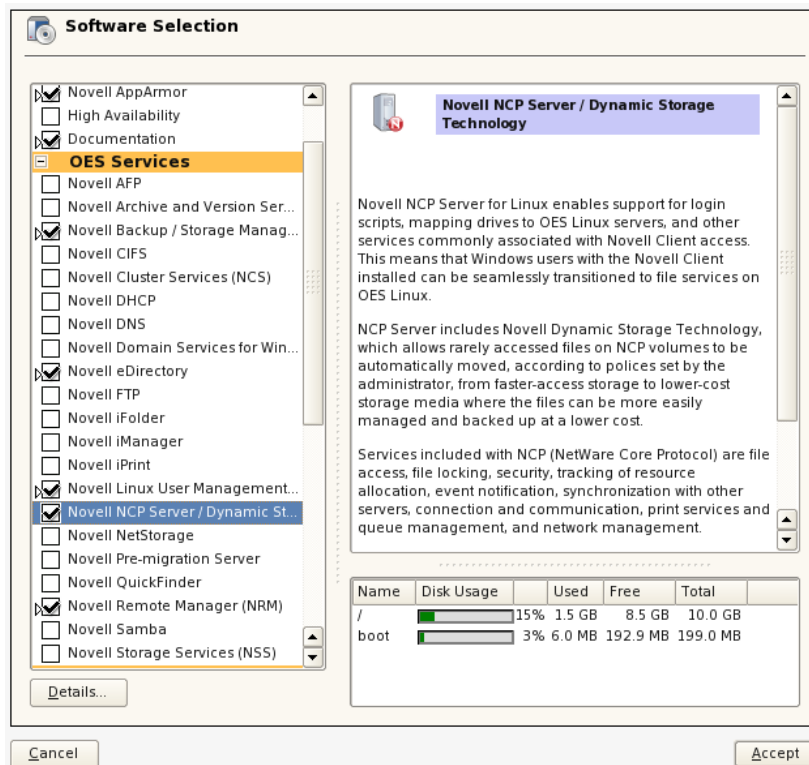 Software Selection
Novell AppArmor
High Availability
Documentation
OES Services
Novell AFP
Novell Archive and Version Ser...
Novell Backup / Storage Manag...
Novell CIFS
Novell Cluster Services (NCS)
Novell DHCP
Novell DNS
Novell Domain Services for Win...
Novell eDirectory
Novell FTP
Novell iFolder
Novell iManager
Novell iPrint
Novell Linux User Management...
Novell NCP Server / Dynamic St...
Novell NetStorage
Novell Pre-migration Server
Novell QuickFinder
Novell Remote Manager (NRM)
Novell Samba
Novell Storage Services (NSS)
Details...
Novell NCP Server / Dynamic Storage
Technology
Novell NCP Server for Linux enables support for login
scripts, mapping drives to OES Linux servers, and other
services commonly associated with Novell Client access.
This means that Windows users with the Novell Client
installed can be seamlessly transitioned to file services on
OES Linux.
NCP Server includes Novell Dynamic Storage Technology,
which allows rarely accessed files on NCP volumes to be
automatically moved, according to polices set by the
administrator, from faster-access storage to lower-cost
storage media where the files can be more easily
managed and backed up at a lower cost.
Services included with NCP (NetWare Core Protocol) are file
access, file locking, security, tracking of resource
allocation, event notification, synchronization with other
servers, connection and communication, print services and
queue management, and network management.
Name Disk Usage Used Free Total
/ 15% 1.5 GB 8.5 GB 10.0 GB
boot 3% 6.0 MB 192.9 MB 199.0 MB
Cancel
Accept